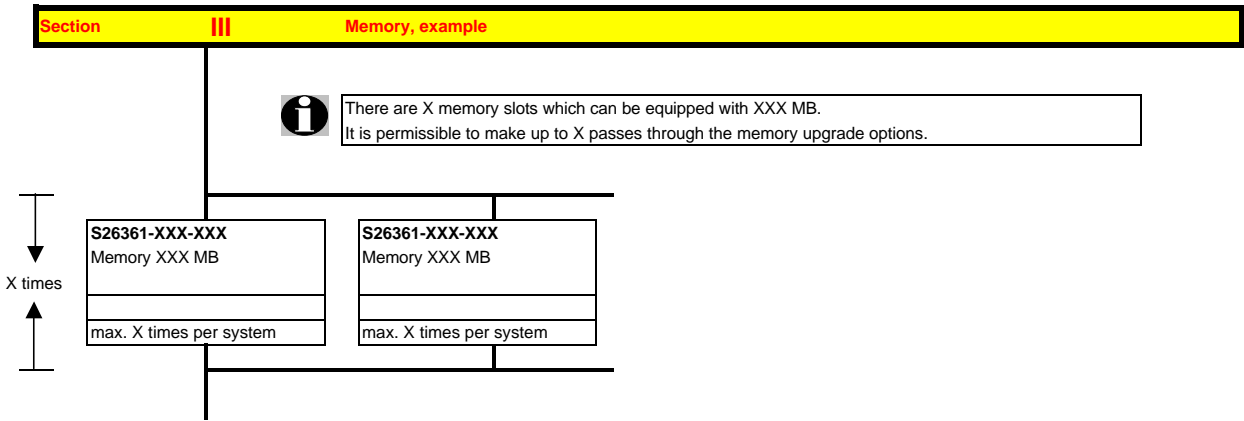 Section III Memory, example
There are X memory slots which can be equipped with XXX MB.
It is permissible to make up to X passes through the memory upgrade options.
S26361-XXX-XXX S26361-XXX-XXX
Memory XXX MB Memory XXX MB
X times
max. X times per system max. X times per system